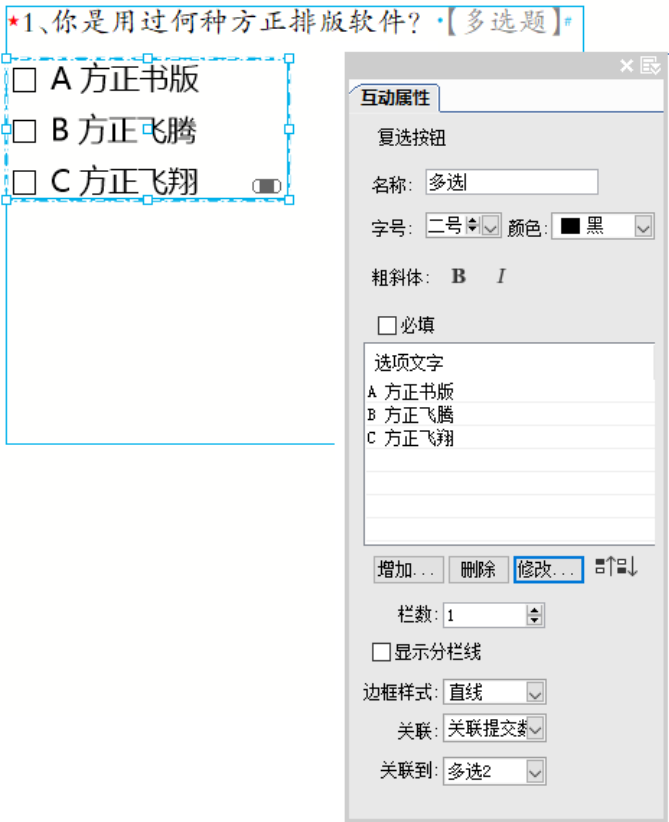 *1、你是用过何种方正排版软件？【多选题】#
A 方正书版
B 方正飞腾
C 方正飞翔
互动属性
复选按钮
名称: 多选
字号: 二号 颜色: 黑
粗斜体: B I
必填
选项文字
A 方正书版
B 方正飞腾
C 方正飞翔
增加... 删除 修改...
栏数: 1
显示分栏线
边框样式: 直线
关联: 关联提交数
关联到: 多选2